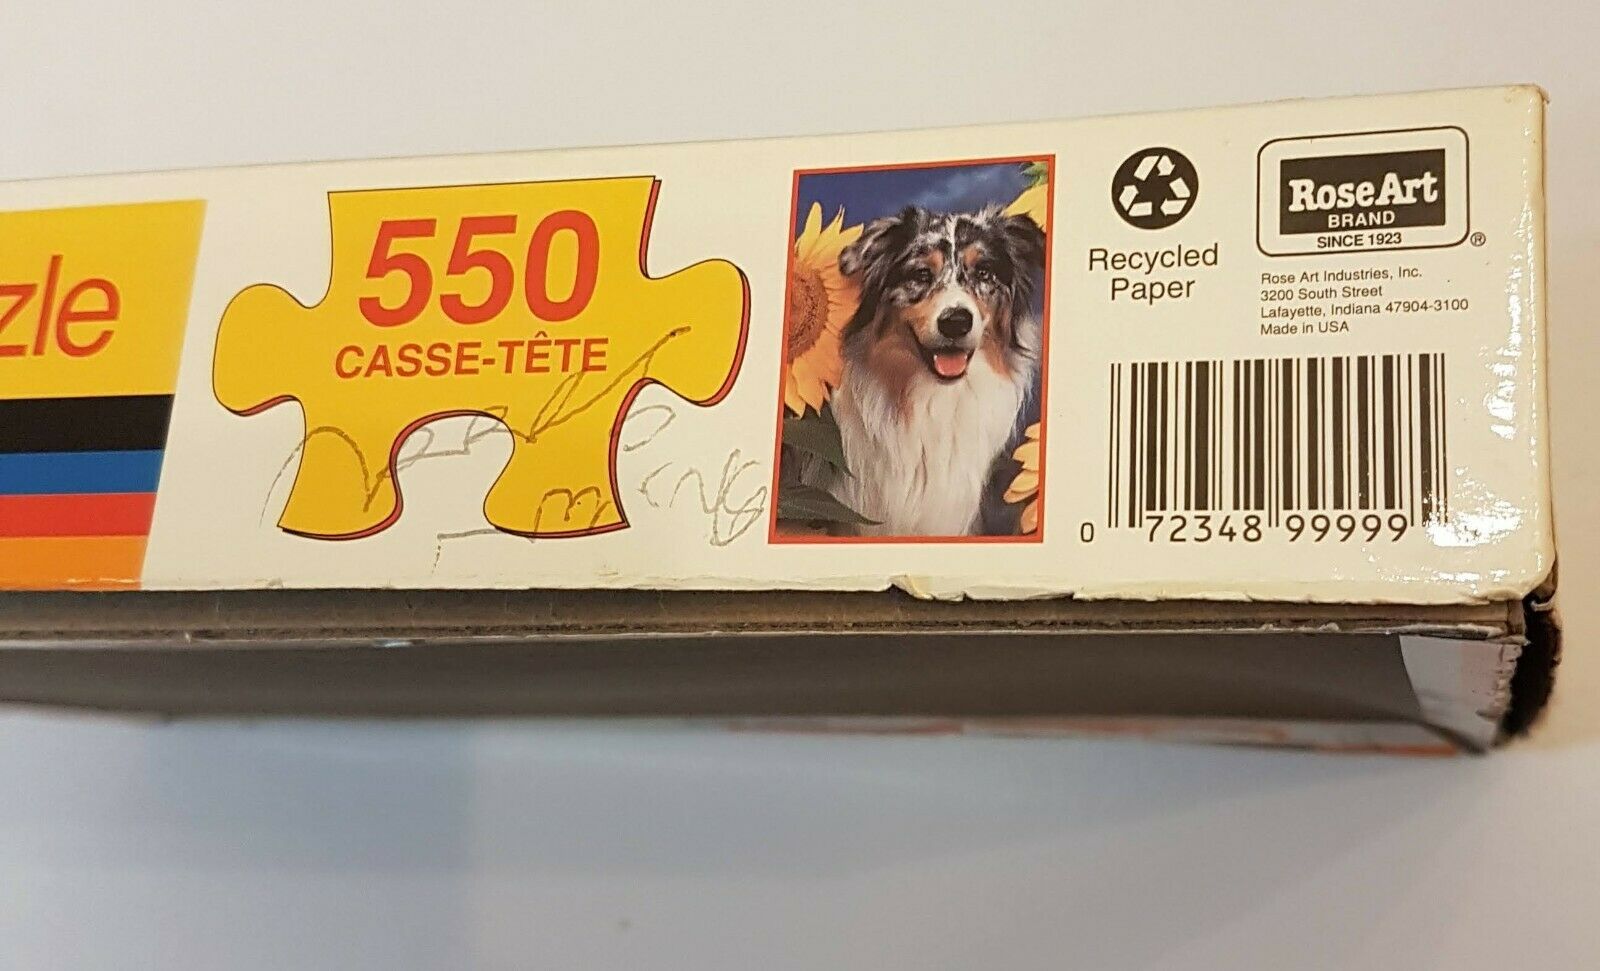 zle
550
CASSE-TÊTE
Recycled
Paper
RoseArt
BRAND
SINCE 1923
®
Rose Art Industries, Inc.
3200 South Street
Lafayette, Indiana 47904-3100
Made in USA
0 72348 99999